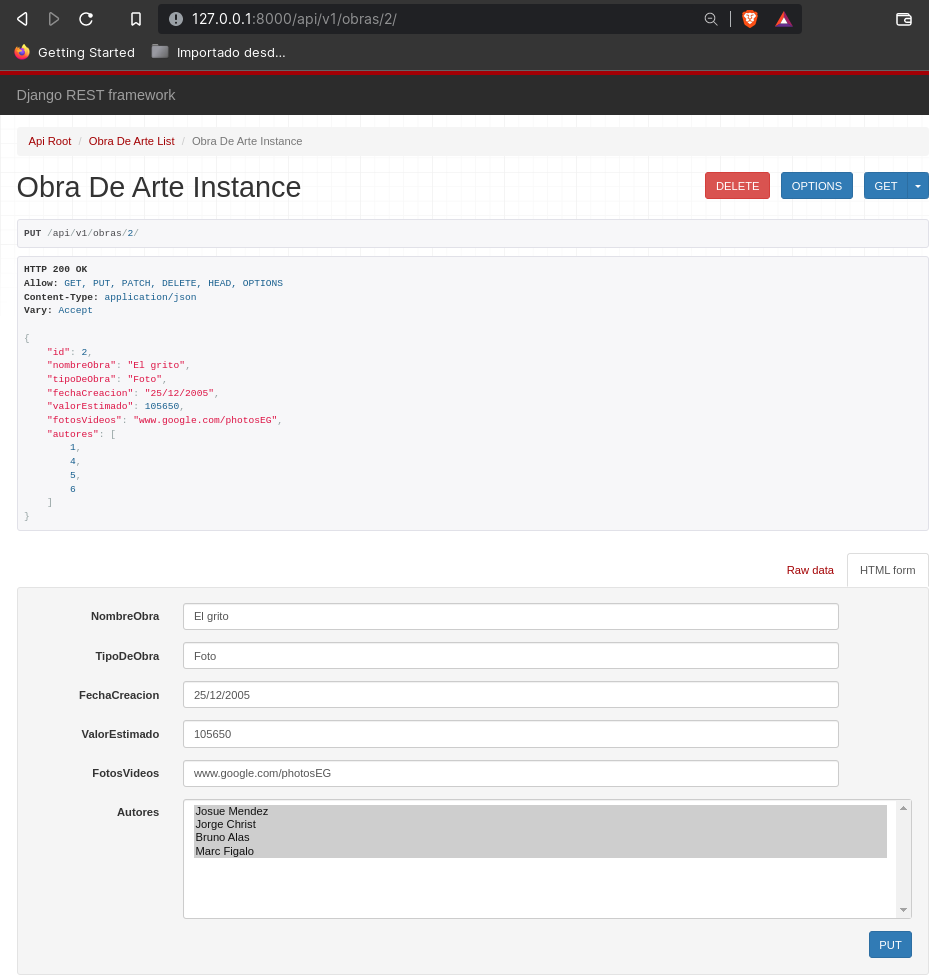 127.0.0.1:8000/api/v1/obras/2/
Getting Started Importado desd...
Django REST framework
Api Root / Obra De Arte List / Obra De Arte Instance
Obra De Arte Instance
DELETE OPTIONS GET
PUT /api/v1/obras/2/
HTTP 200 OK
Allow: GET, PUT, PATCH, DELETE, HEAD, OPTIONS
Content-Type: application/json
Vary: Accept
{
"id": 2,
"nombreObra": "El grito",
"tipoDeObra": "Foto",
"fechaCreacion": "25/12/2005",
"valorEstimado": 105650,
"fotosVideos": "www.google.com/photosEG",
"autores": [
1,
4,
5,
6
]
}
Raw data HTML form
NombreObra El grito
TipoDeObra Foto
FechaCreacion 25/12/2005
ValorEstimado 105650
FotosVideos www.google.com/photosEG
Autores Josue Mendez
Jorge Christ
Bruno Alas
Marc Figalo
PUT